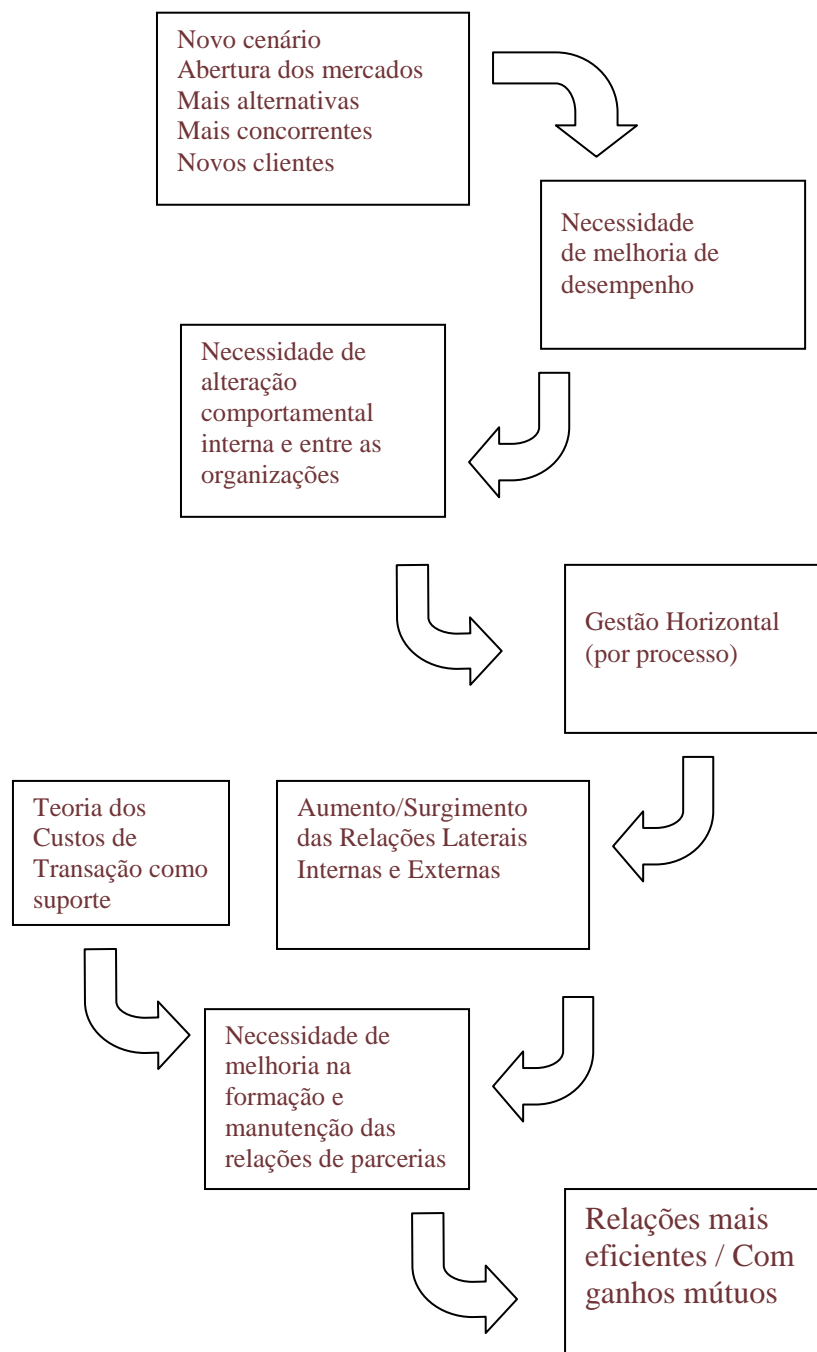 Novo cenário
Abertura dos mercados
Mais alternativas
Mais concorrentes
Novos clientes
Necessidade
de melhoria de
desempenho
Necessidade de
alteração
comportamental
interna e entre as
organizações
Gestão Horizontal
(por processo)
Teoria dos
Custos de
Transação como
suporte
Aumento/Surgimento
das Relações Laterais
Internas e Externas
Necessidade de
melhoria na
formação e
manutenção das
relações de parcerias
Relações mais
eficientes / Com
ganhos mútuos